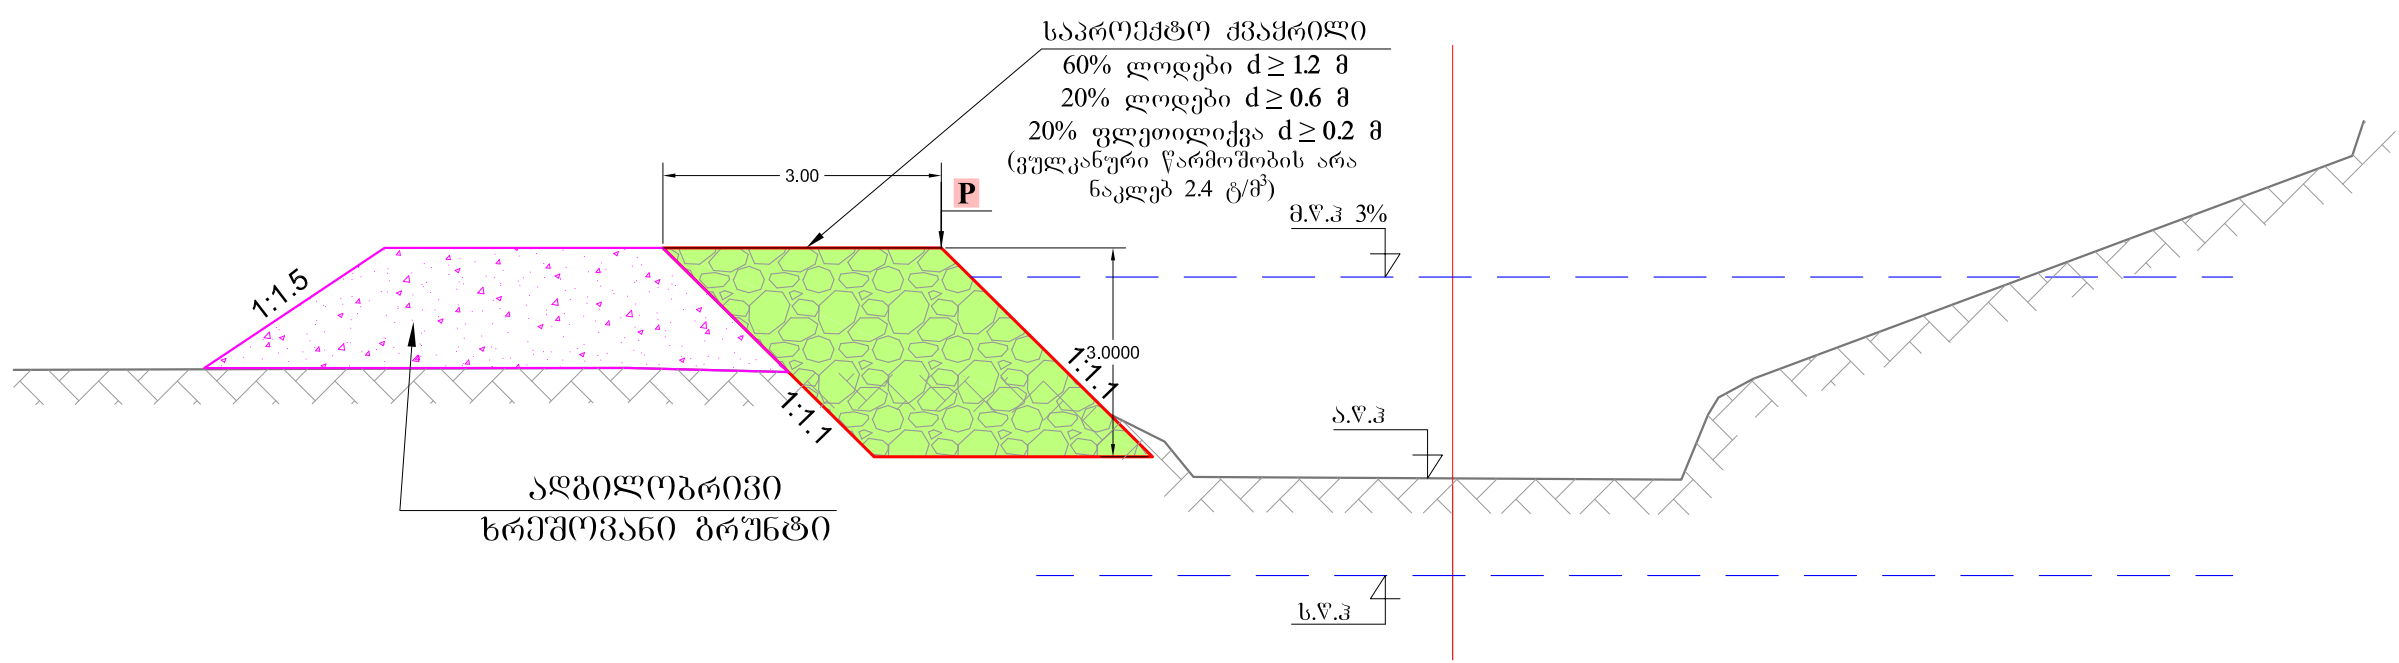 საპროექტო ქვაყრილი
60% ლოდები d ≥ 1.2 მ
20% ლოდები d ≥ 0.6 მ
20% ფლეთილიქვა d ≥ 0.2 მ
(ვულკანური წარმოშობის არა
ნაკლებ 2.4 ტ/მ³)
3.00
P
მ.წ.ჰ 3%
1:1.5
3.0000
1:1.1
1:1.1
ა.წ.ჰ
ადგილობრივი
ხრეშოვანი გრუნტი
ს.წ.ჰ